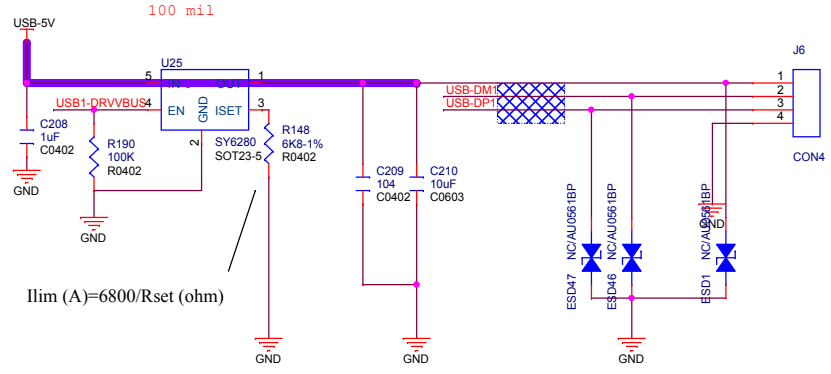 100 mil
USB-5V
U25
J6
5
IN
OUT
1
1
USB-DM1
2
USB1-DRVVBUS
4
EN
GND
ISET
3
USB-DP1
3
4
C208
1uF
C0402
R190
100K
R0402
2
SY6280
SOT23-5
R148
6K8-1%
R0402
CON4
C209
104
C0402
C210
10uF
C0603
NC/AU0561BP
NC/AU0561BP
NC/AU0561BP
GND
GND
GND
ESD47
ESD46
ESD1
Ilim (A)=6800/Rset (ohm)
GND
GND
GND